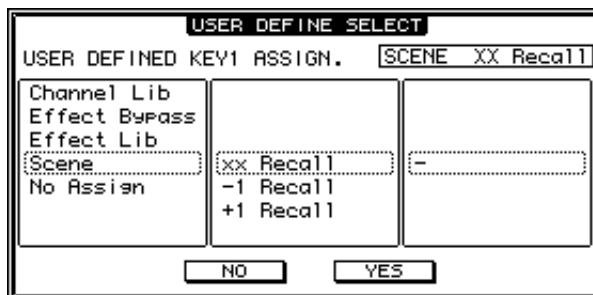 USER DEFINE SELECT
USER DEFINED KEY1 ASSIGN. SCENE XX Recall
Channel Lib
Effect Bypass
Effect Lib
Scene
No Assign
xx Recall
-1 Recall
+1 Recall
-
NO YES